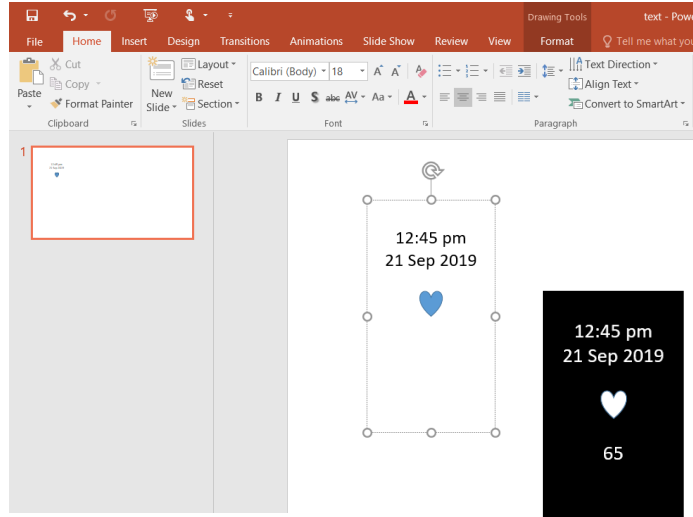 Drawing Tools
text - Pow
File Home Insert Design Transitions Animations Slide Show Review View Format Tell me what you
Paste
Cut
Copy
Format Painter
Clipboard
New
Slide
Layout
Reset
Section
Slides
Calibri (Body) 18 A A
B I U S abc AV Aa A
Font
Text Direction
Align Text
Convert to SmartArt
Paragraph
1
12:45 pm
21 Sep 2019
12:45 pm
21 Sep 2019
65